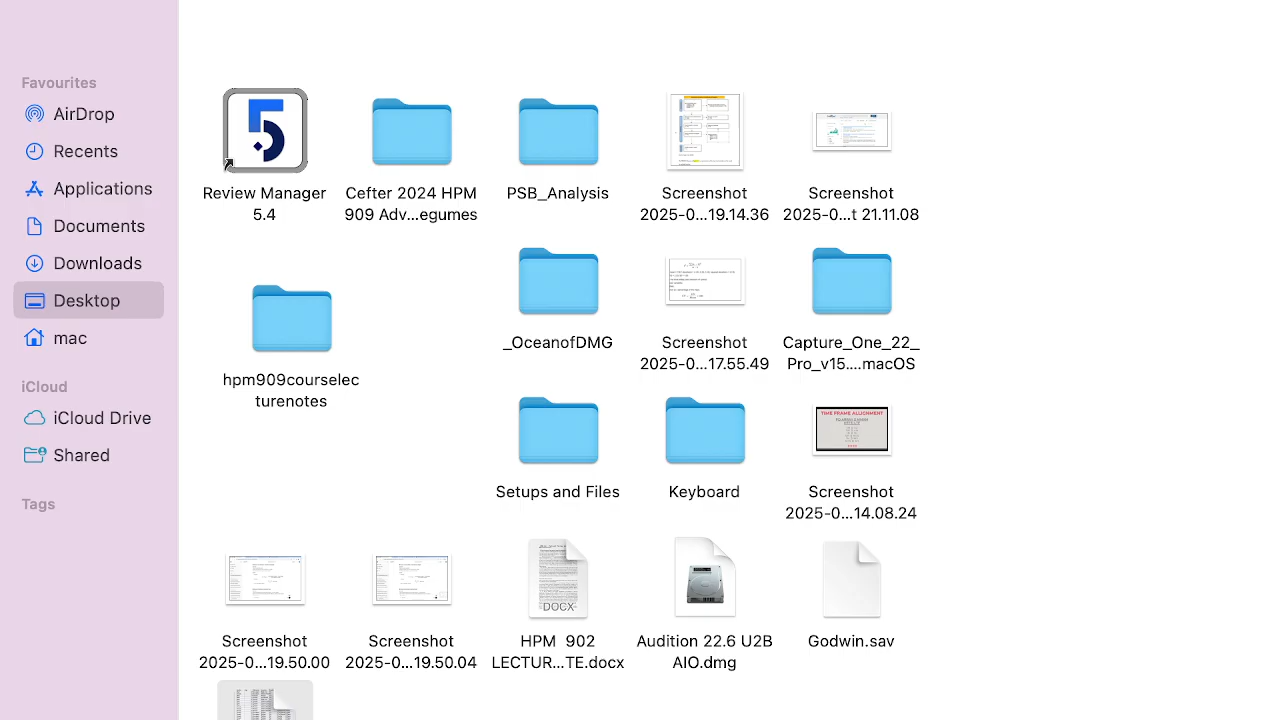 Favourites
AirDrop
Recents
Applications
Documents
Downloads
Desktop
mac
iCloud
iCloud Drive
Shared
Tags
Review Manager
5.4
Cefter 2024 HPM
909 Adv...egumes
PSB_Analysis
Screenshot
2025-0...19.14.36
Screenshot
2025-0...t 21.11.08
hpm909courselec
turenotes
_OceanofDMG
Screenshot
2025-0...17.55.49
Capture_One_22_
Pro_v15....macOS
Setups and Files
Keyboard
TIME FRAME ALLIGNMENT
Screenshot
2025-0...14.08.24
Screenshot
2025-0...19.50.00
Screenshot
2025-0...19.50.04
DOCX
HPM 902
LECTUR...TE.docx
Audition 22.6 U2B
AIO.dmg
Godwin.sav